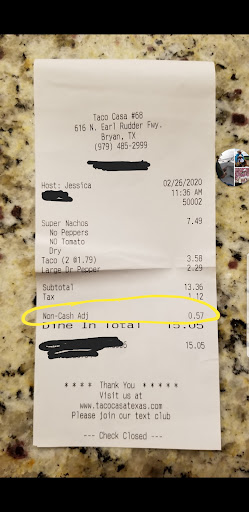 Taco Casa #68
616 N. Earl Rudder Fwy.
Bryan, TX
(979) 485-2999
Host: Jessica 02/26/2020
11:36 AM
50002
Super Nachos 7.49
No Peppers
NO Tomato
Dry
Taco (2 @1.79) 3.58
Large Dr Pepper 2.29
Subtotal 13.36
Tax 1.12
Non-Cash Adj 0.57
Dine In Total 15.05
15.05
**** Thank You *****
Visit us at
www.tacocasatexas.com
Please join our text club
--- Check Closed ---